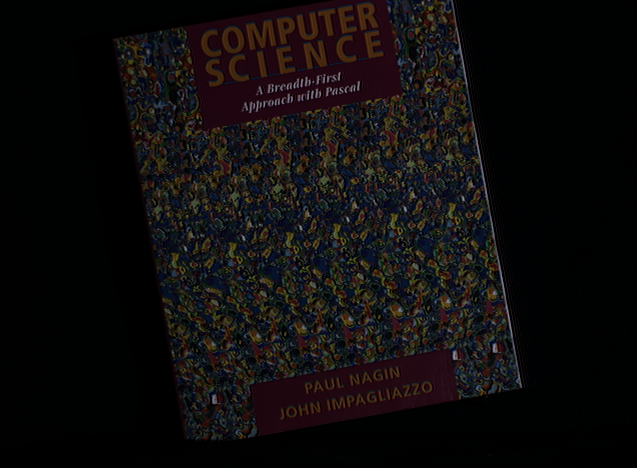 COMPUTER
SCIENCE
A Breadth-First
Approach with Pascal
PAUL NAGIN
JOHN IMPAGLIAZZO